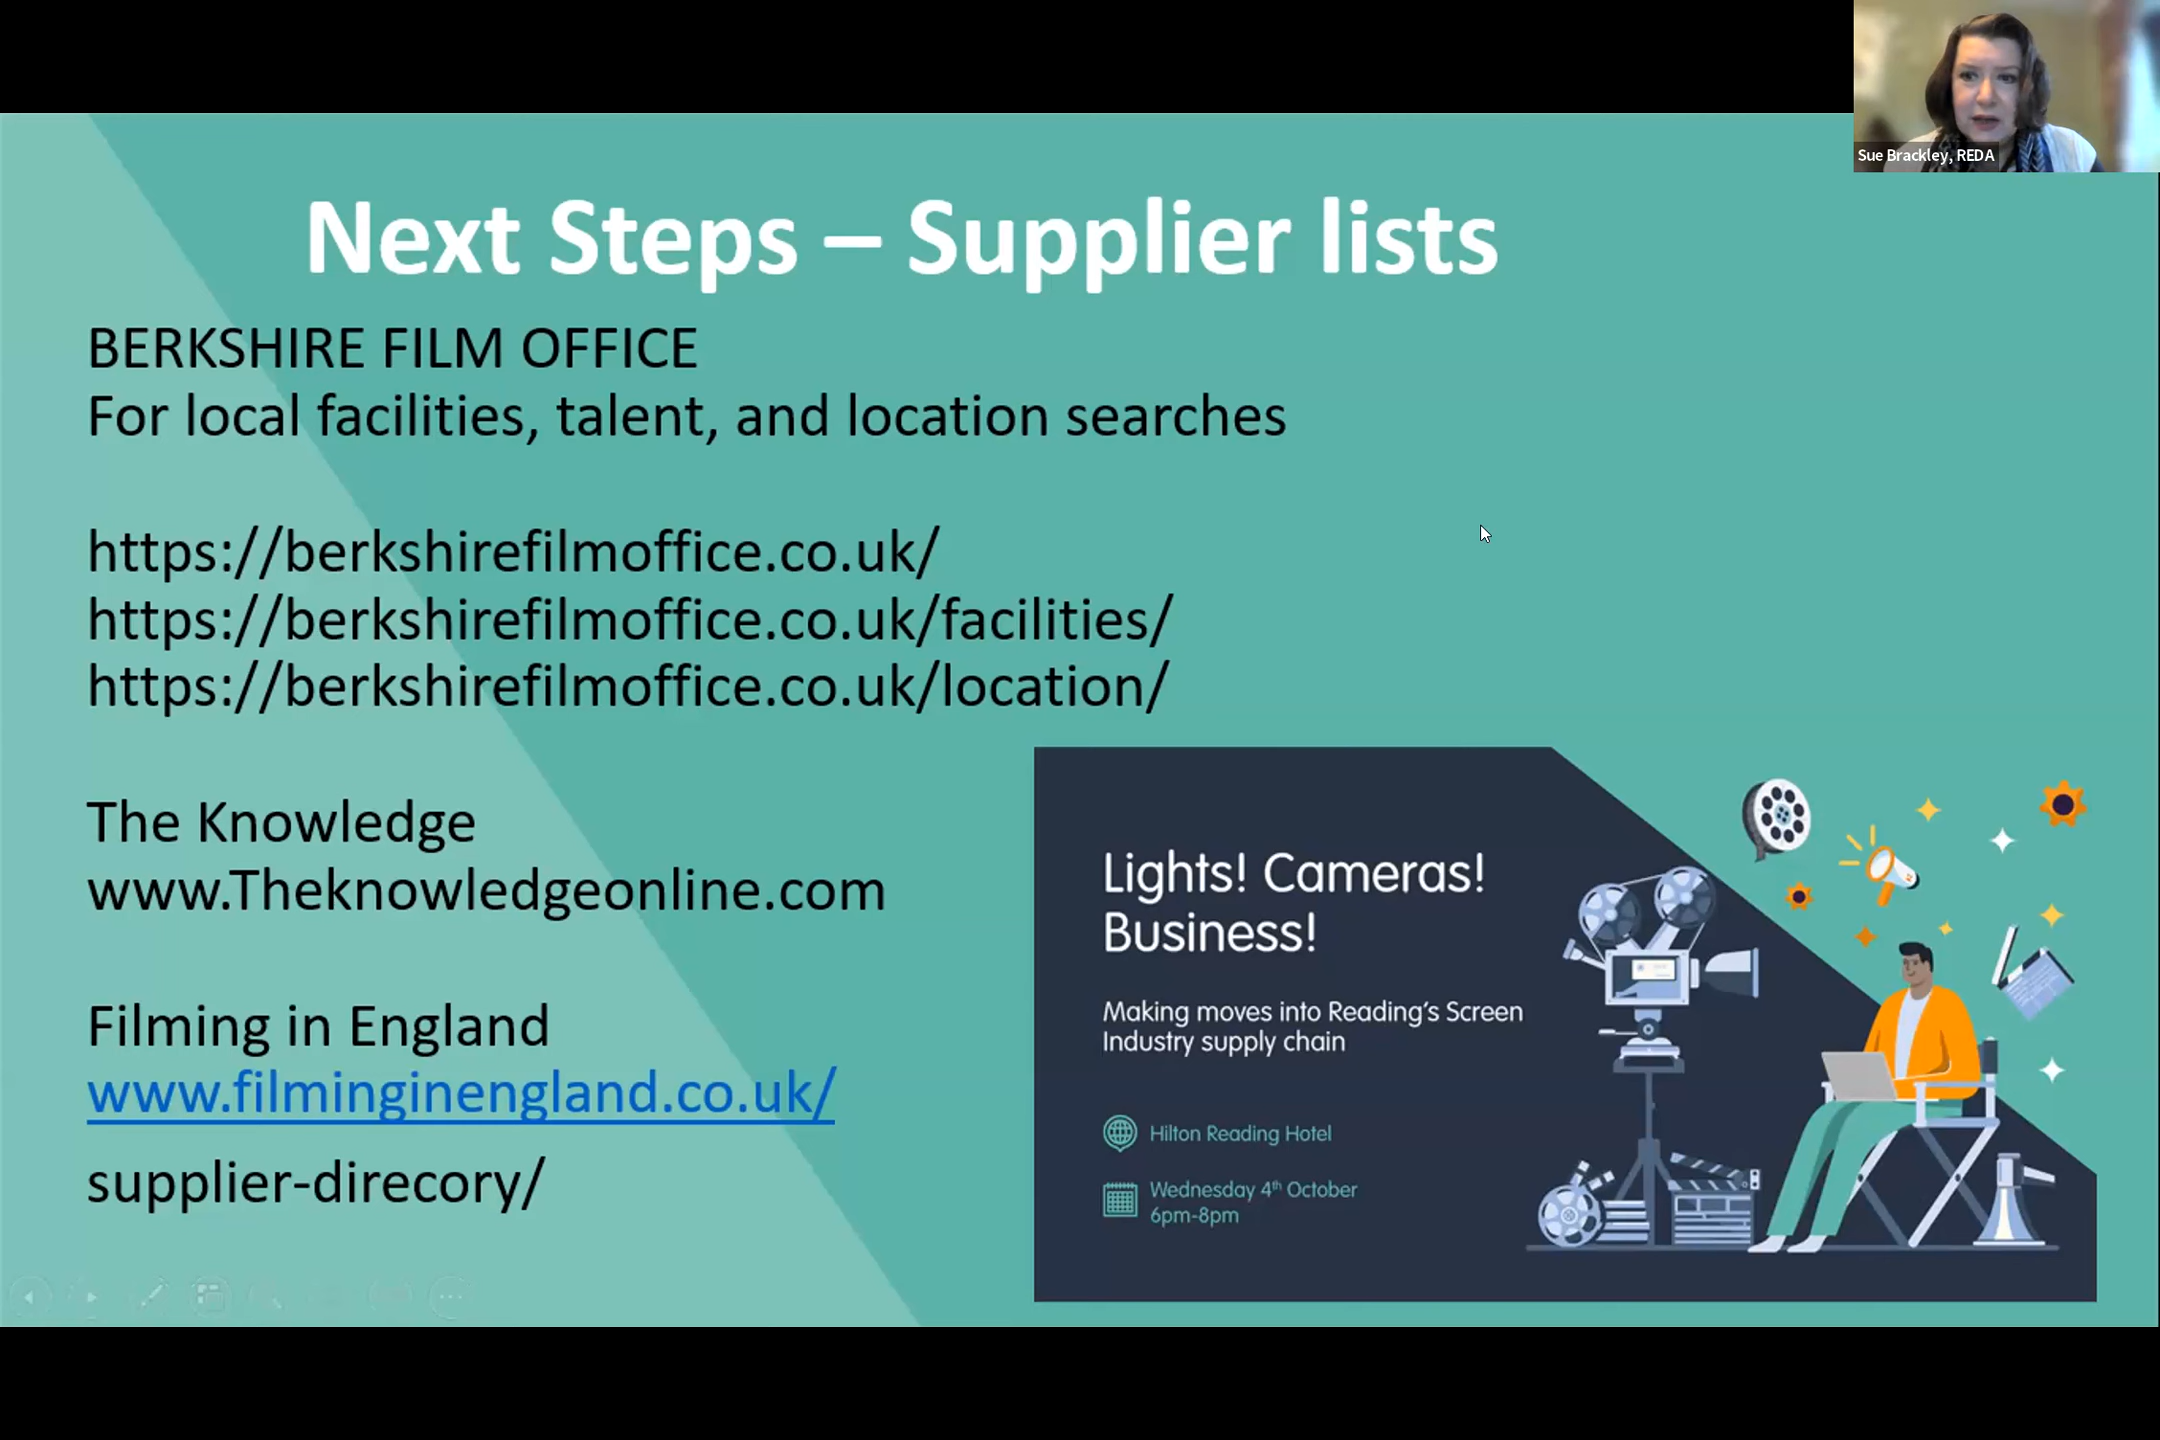 Sue Brackley, REDA
Next Steps – Supplier lists
BERKSHIRE FILM OFFICE
For local facilities, talent, and location searches
https://berkshirefilmoffice.co.uk/
https://berkshirefilmoffice.co.uk/facilities/
https://berkshirefilmoffice.co.uk/location/
The Knowledge
www.Theknowledgeonline.com
Filming in England
www.filminginengland.co.uk/
supplier-direcory/
Lights! Cameras!
Business!
Making moves into Reading's Screen
Industry supply chain
Hilton Reading Hotel
Wednesday 4th October
6pm-8pm